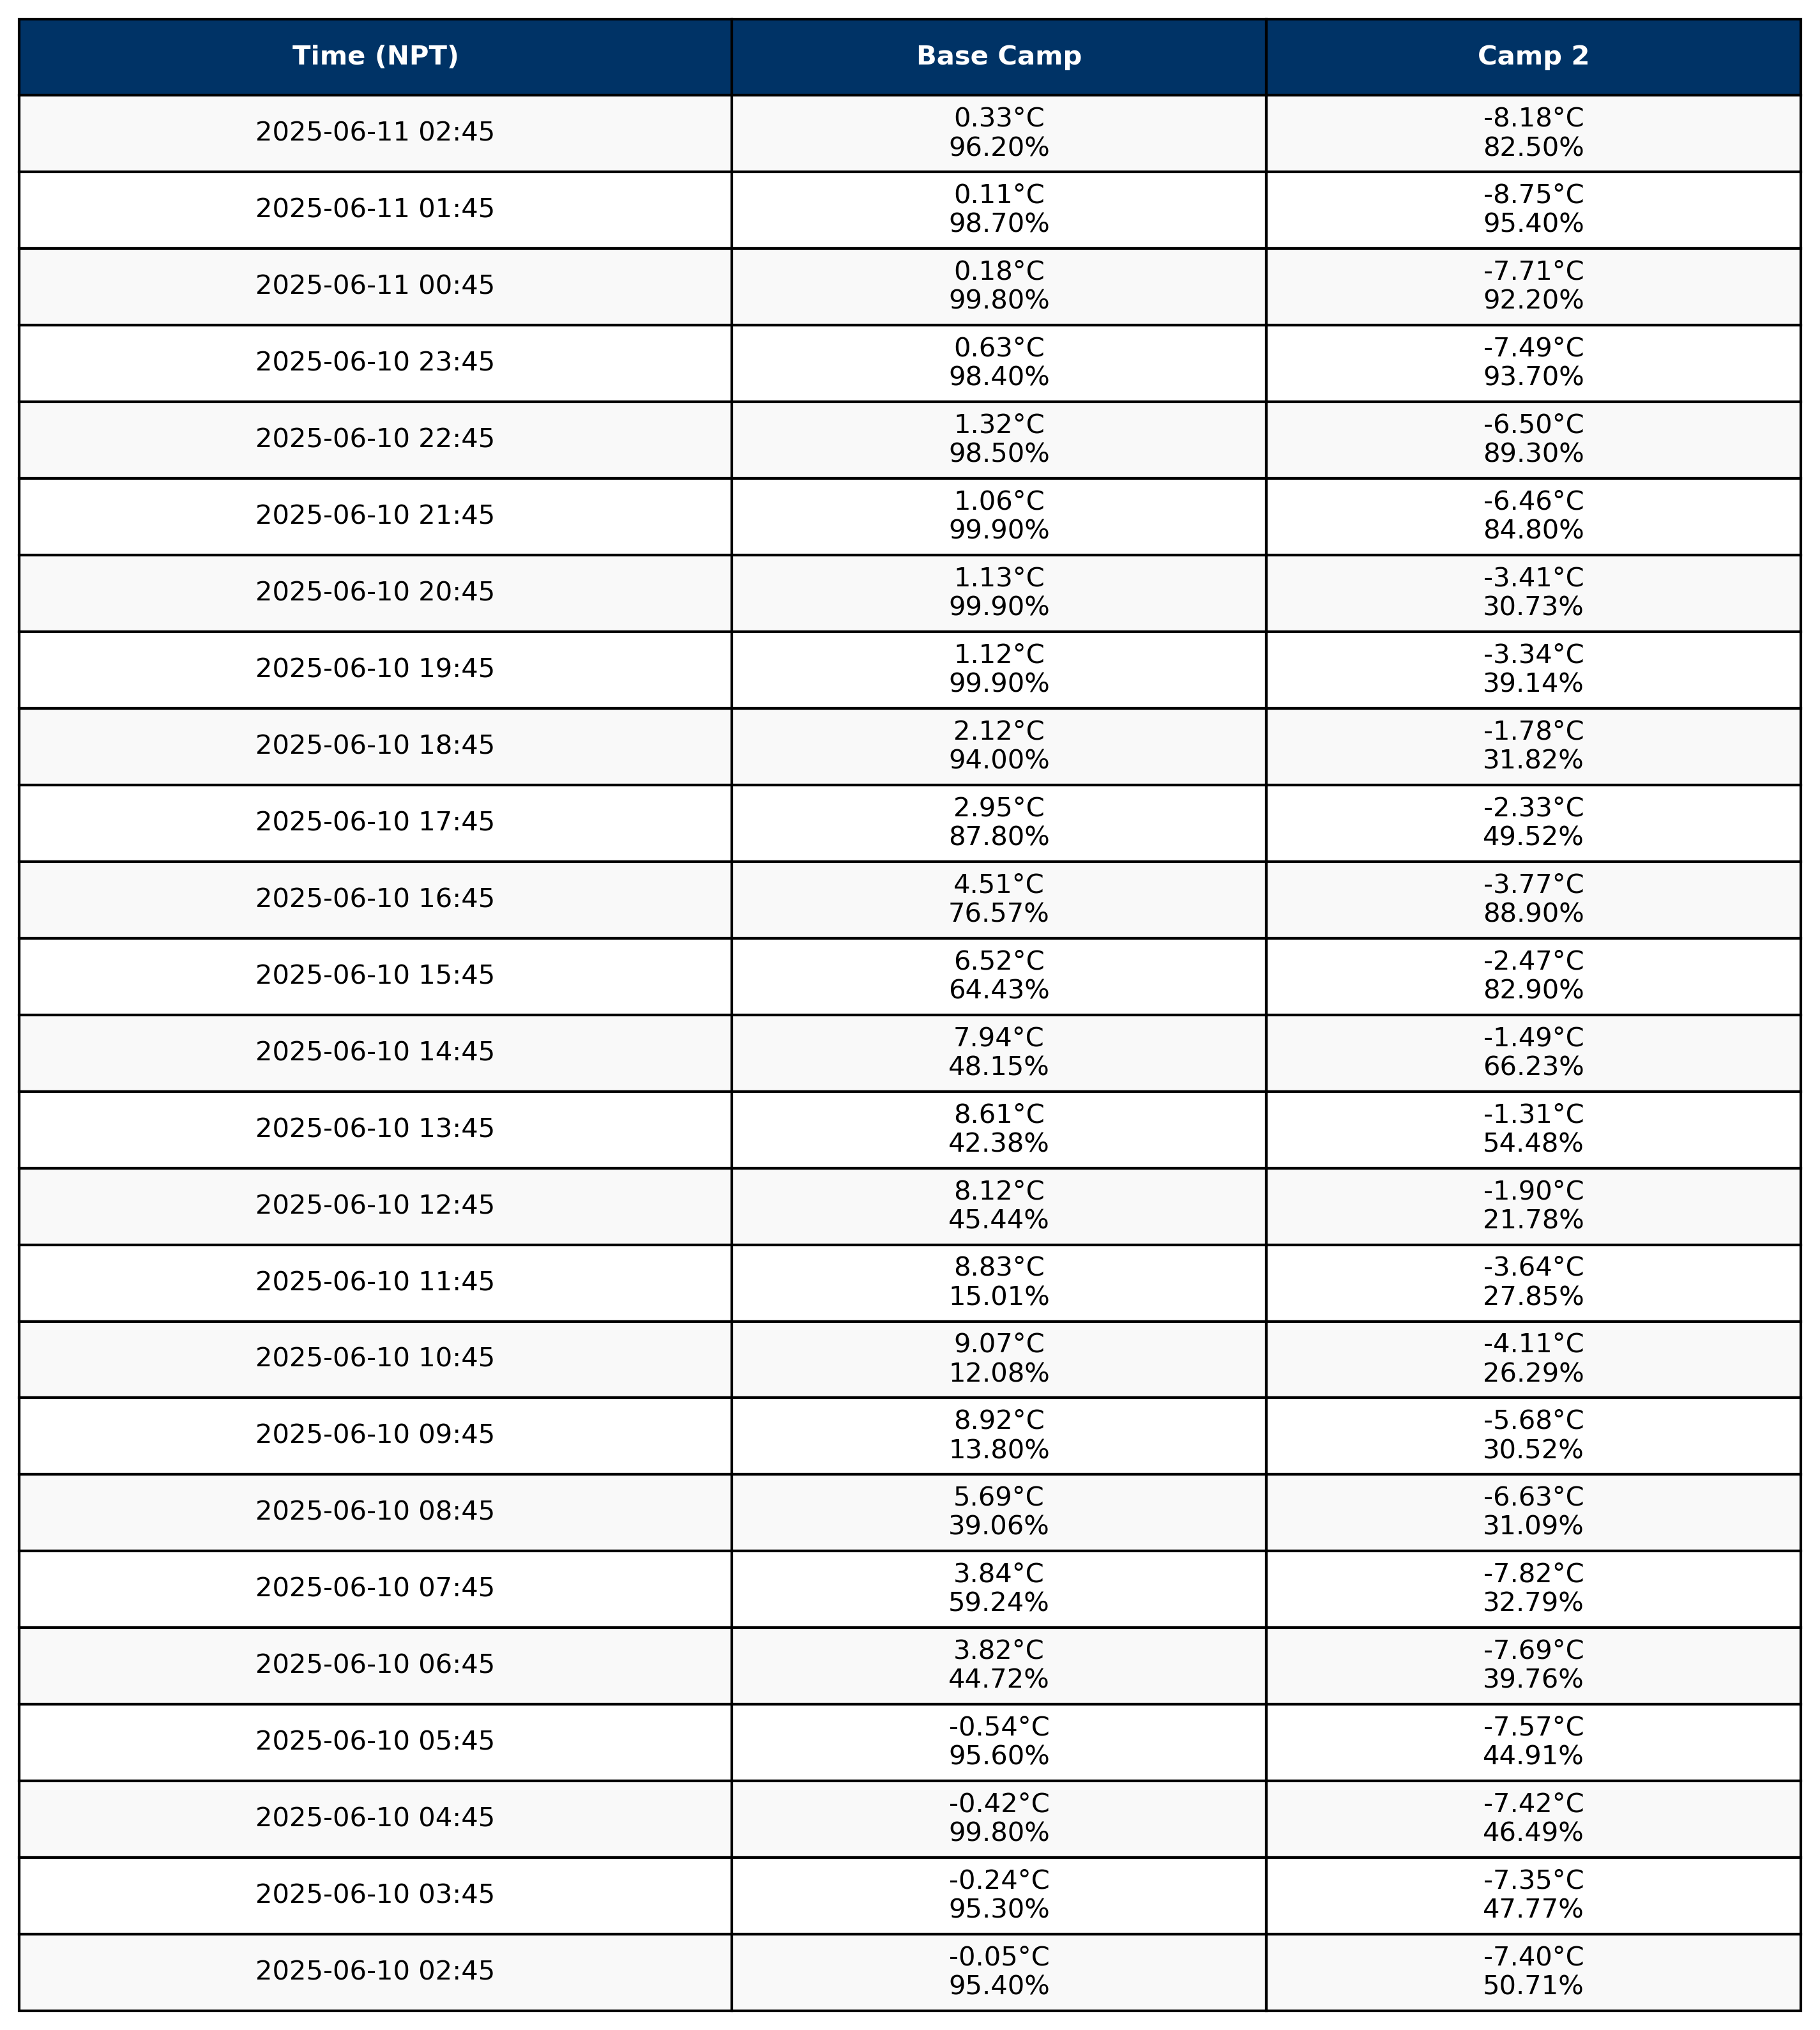 Time (NPT) Base Camp Camp 2
2025-06-11 02:45 0.33°C -8.18°C
96.20% 82.50%
2025-06-11 01:45 0.11°C -8.75°C
98.70% 95.40%
2025-06-11 00:45 0.18°C -7.71°C
99.80% 92.20%
2025-06-10 23:45 0.63°C -7.49°C
98.40% 93.70%
2025-06-10 22:45 1.32°C -6.50°C
98.50% 89.30%
2025-06-10 21:45 1.06°C -6.46°C
99.90% 84.80%
2025-06-10 20:45 1.13°C -3.41°C
99.90% 30.73%
2025-06-10 19:45 1.12°C -3.34°C
99.90% 39.14%
2025-06-10 18:45 2.12°C -1.78°C
94.00% 31.82%
2025-06-10 17:45 2.95°C -2.33°C
87.80% 49.52%
2025-06-10 16:45 4.51°C -3.77°C
76.57% 88.90%
2025-06-10 15:45 6.52°C -2.47°C
64.43% 82.90%
2025-06-10 14:45 7.94°C -1.49°C
48.15% 66.23%
2025-06-10 13:45 8.61°C -1.31°C
42.38% 54.48%
2025-06-10 12:45 8.12°C -1.90°C
45.44% 21.78%
2025-06-10 11:45 8.83°C -3.64°C
15.01% 27.85%
2025-06-10 10:45 9.07°C -4.11°C
12.08% 26.29%
2025-06-10 09:45 8.92°C -5.68°C
13.80% 30.52%
2025-06-10 08:45 5.69°C -6.63°C
39.06% 31.09%
2025-06-10 07:45 3.84°C -7.82°C
59.24% 32.79%
2025-06-10 06:45 3.82°C -7.69°C
44.72% 39.76%
2025-06-10 05:45 -0.54°C -7.57°C
95.60% 44.91%
2025-06-10 04:45 -0.42°C -7.42°C
99.80% 46.49%
2025-06-10 03:45 -0.24°C -7.35°C
95.30% 47.77%
2025-06-10 02:45 -0.05°C -7.40°C
95.40% 50.71%